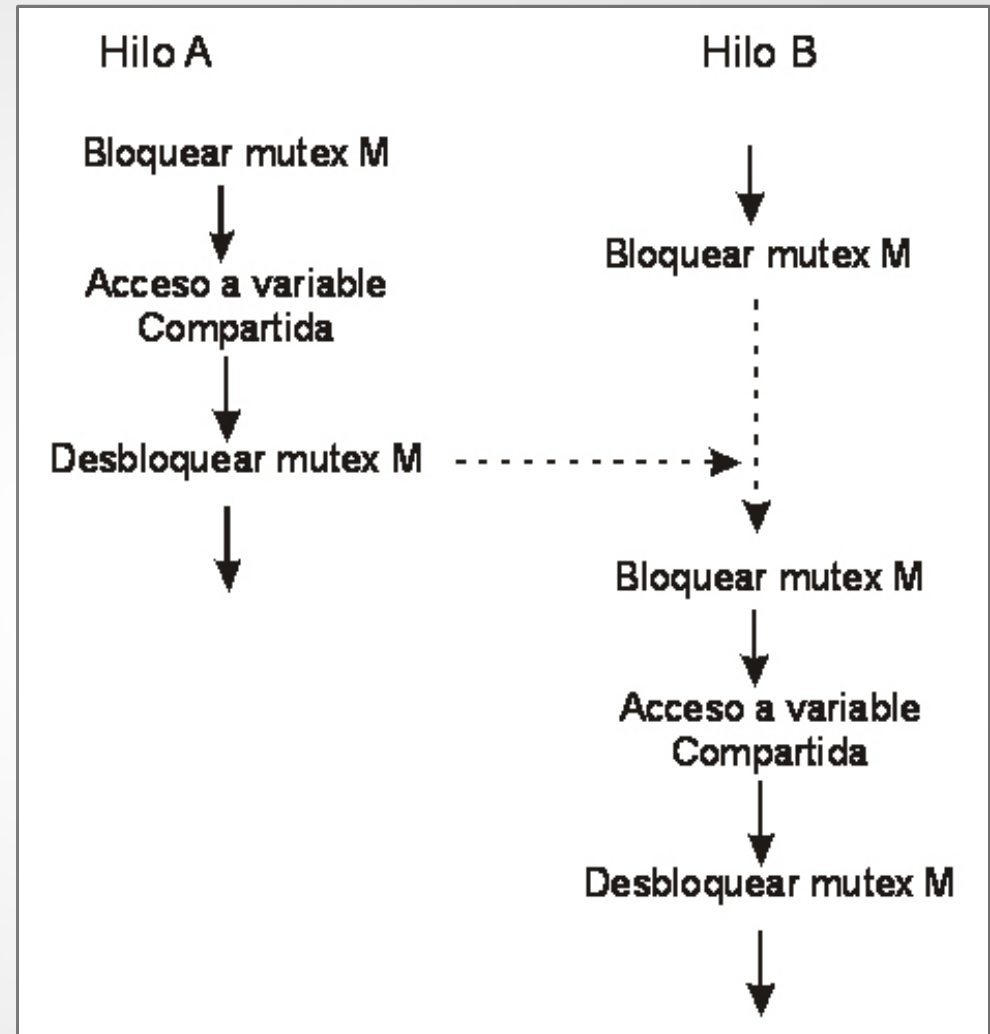 Hilo A
Bloquear mutex M
Acceso a variable
Compartida
Desbloquear mutex M
Hilo B
Bloquear mutex M
Bloquear mutex M
Acceso a variable
Compartida
Desbloquear mutex M